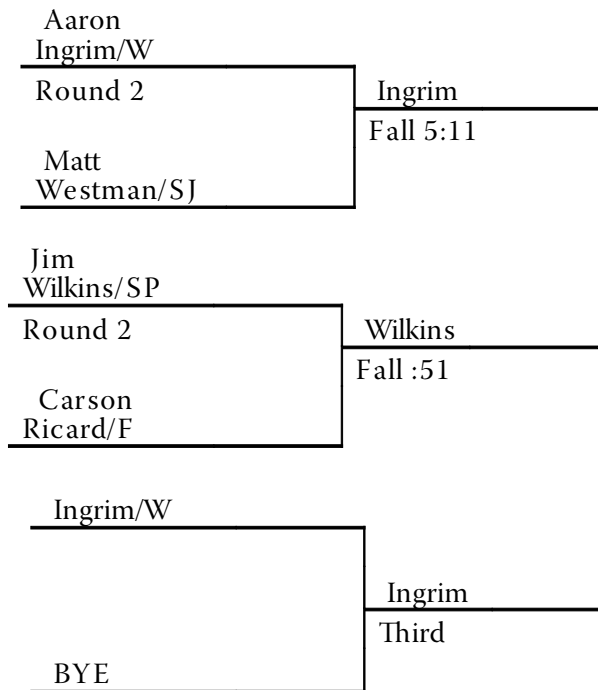 Aaron
Ingrim/W
Round 2
Ingrim
Fall 5:11
Matt
Westman/SJ
Jim
Wilkins/SP
Round 2
Wilkins
Fall :51
Carson
Ricard/F
Ingrim/W
Ingrim
Third
BYE